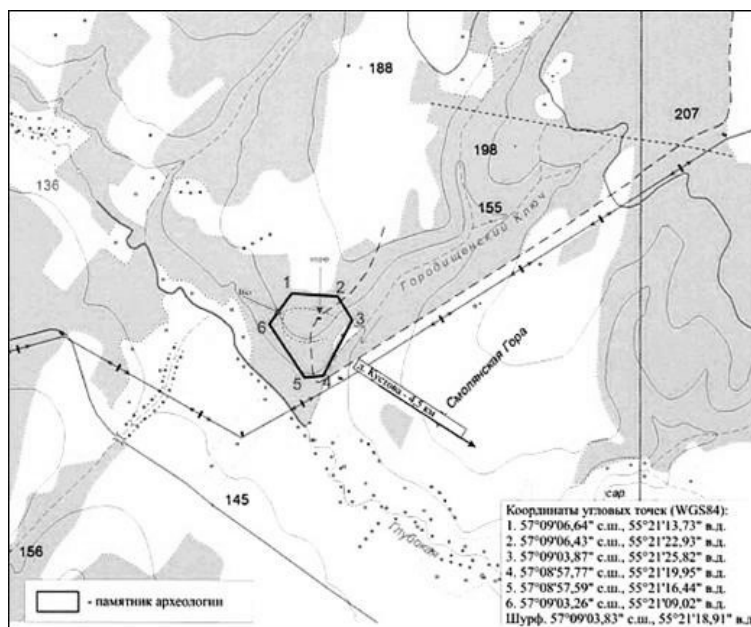 188
207
198
136
155
Городищенский Ключ
1
2
3
6
5
4
д. Кустова - 4,5 км
Смолянская Гора
145
сар.
Глубокая
156
Координаты угловых точек (WGS84):
1. 57°09'06,64" с.ш., 55°21'13,73" в.д.
2. 57°09'06,43" с.ш., 55°21'22,93" в.д.
3. 57°09'03,87" с.ш., 55°21'25,82" в.д.
4. 57°08'57,77" с.ш., 55°21'19,95" в.д.
5. 57°08'57,59" с.ш., 55°21'16,44" в.д.
6. 57°09'03,26" с.ш., 55°21'09,02" в.д.
Шурф. 57°09'03,83" с.ш., 55°21'18,91" в.д.
- памятник археологии